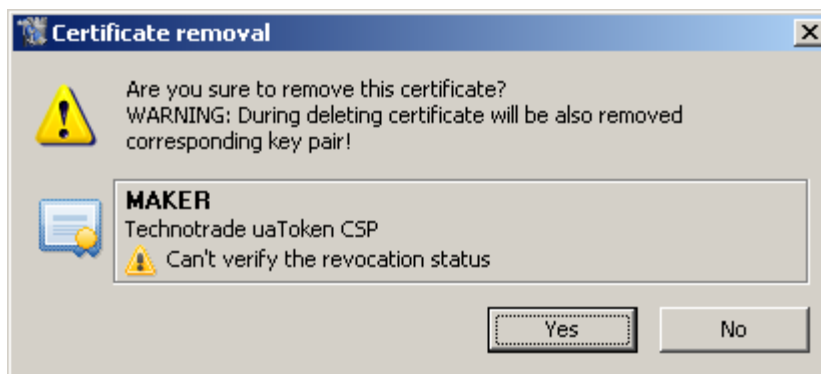 Certificate removal
Are you sure to remove this certificate?
WARNING: During deleting certificate will be also removed
corresponding key pair!
MAKER
Technotrade uaToken CSP
Can't verify the revocation status
Yes
No